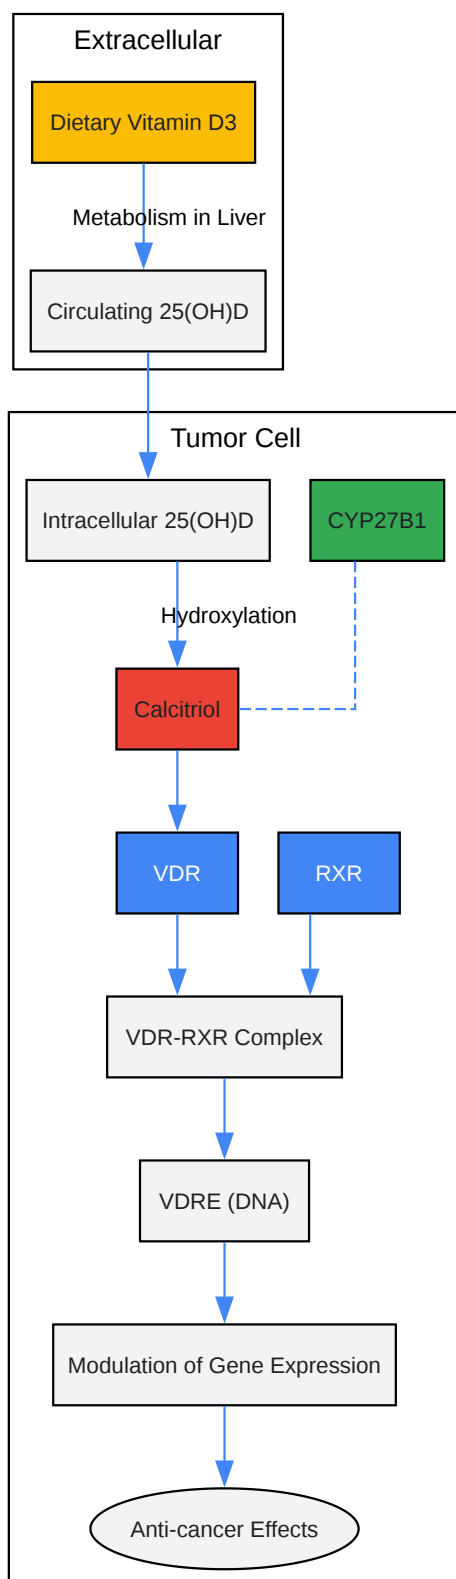 Extracellular
Dietary Vitamin D3
Metabolism in Liver
Circulating 25(OH)D
Tumor Cell
Intracellular 25(OH)D
CYP27B1
Hydroxylation
Calcitriol
VDR
RXR
VDR-RXR Complex
VDRE (DNA)
Modulation of Gene Expression
Anti-cancer Effects